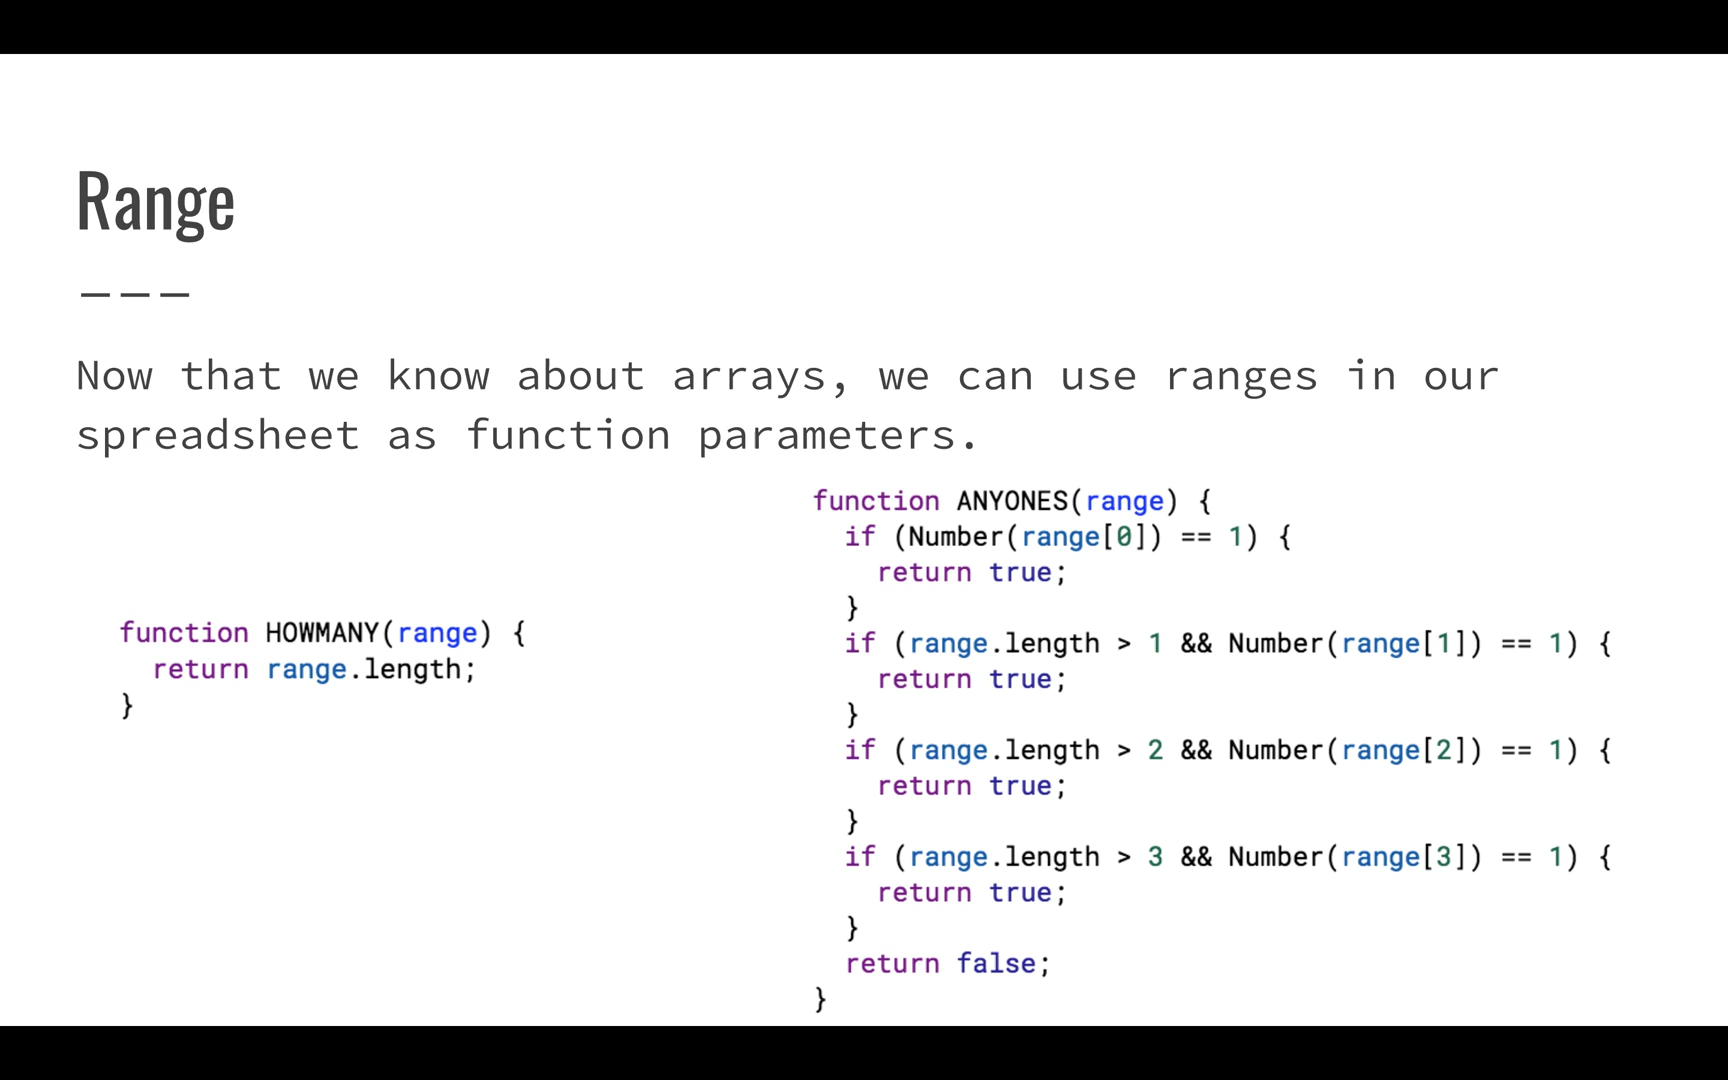 Range
———
Now that we know about arrays, we can use ranges in our
spreadsheet as function parameters.
function HOWMANY(range) {
  return range.length;
}
function ANYONES(range) {
  if (Number(range[0]) == 1) {
    return true;
  }
  if (range.length > 1 && Number(range[1]) == 1) {
    return true;
  }
  if (range.length > 2 && Number(range[2]) == 1) {
    return true;
  }
  if (range.length > 3 && Number(range[3]) == 1) {
    return true;
  }
  return false;
}